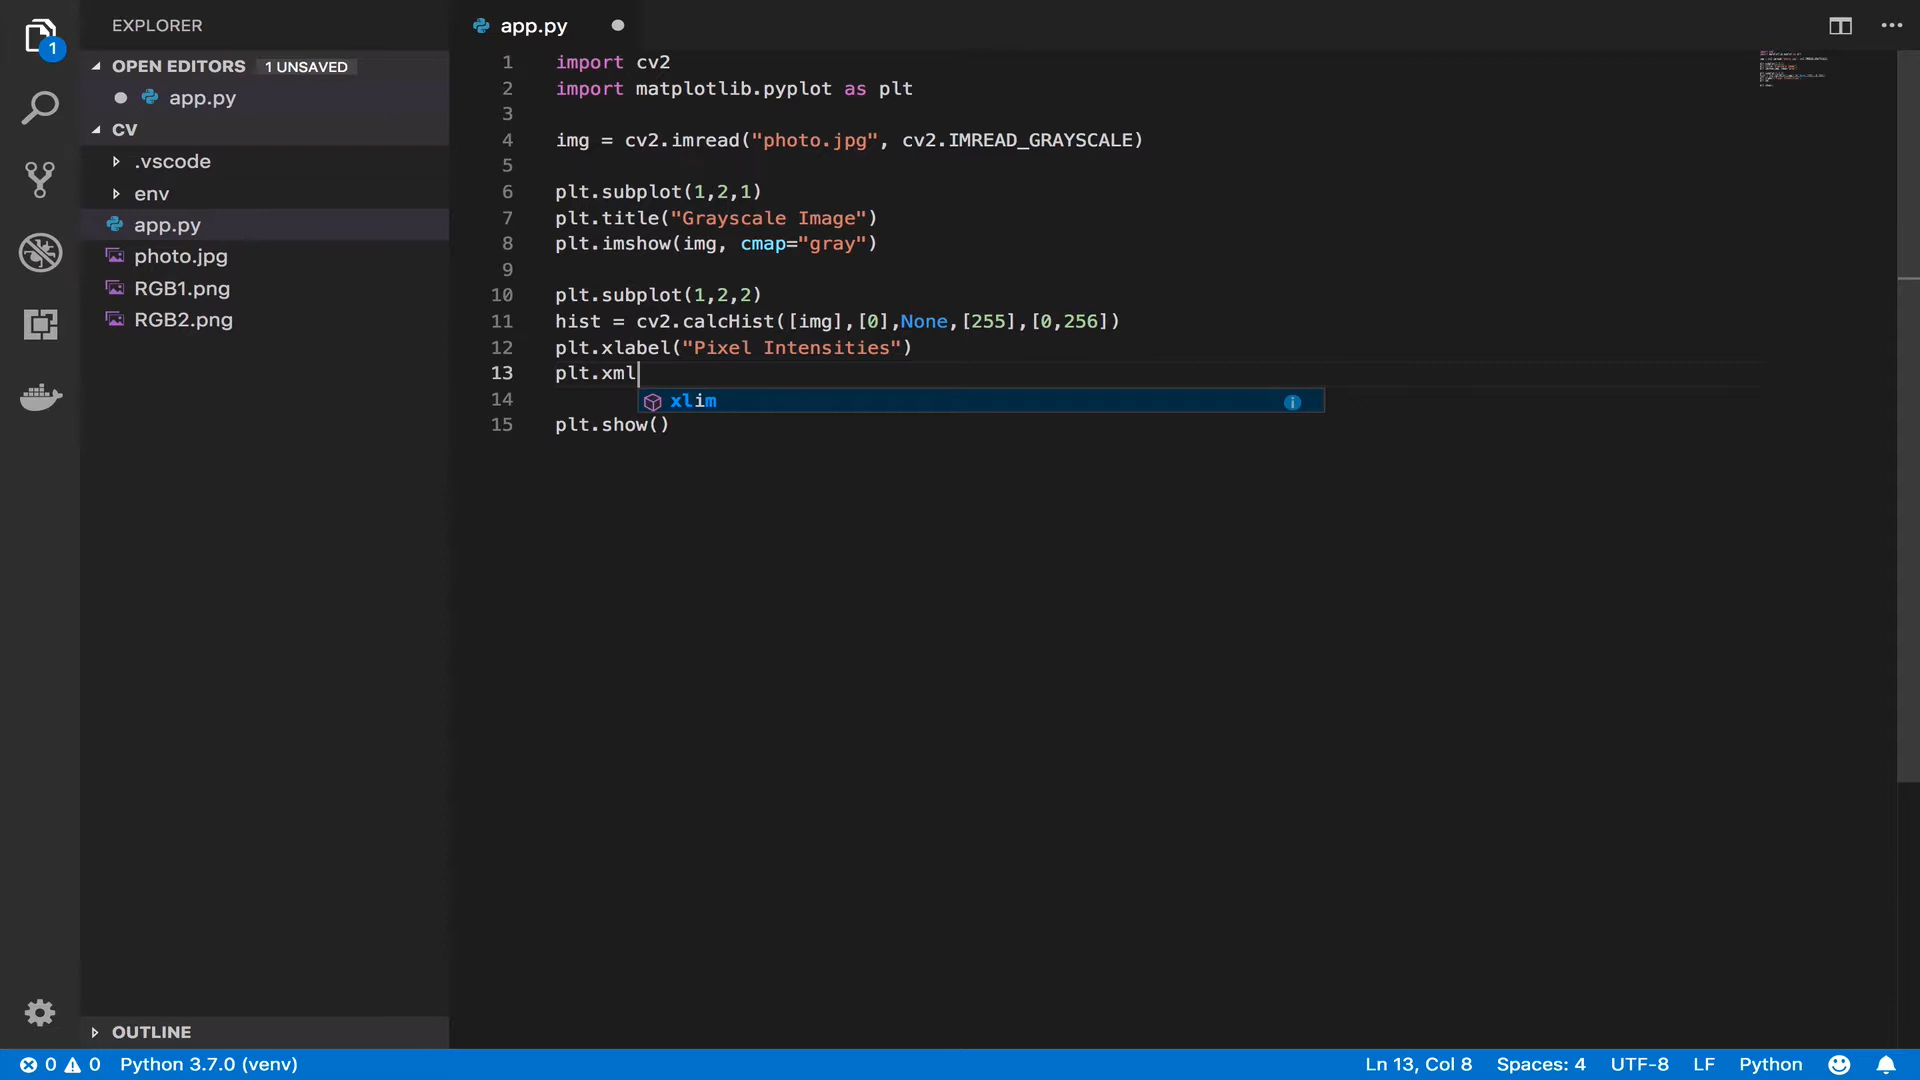 EXPLORER
1
OPEN EDITORS 1 UNSAVED
app.py
CV
.vscode
env
app.py
photo.jpg
RGB1.png
RGB2.png
OUTLINE
app.py
1 import cv2
2 import matplotlib.pyplot as plt
3
4 img = cv2.imread("photo.jpg", cv2.IMREAD_GRAYSCALE)
5
6 plt.subplot(1,2,1)
7 plt.title("Grayscale Image")
8 plt.imshow(img, cmap="gray")
9
10 plt.subplot(1,2,2)
11 hist = cv2.calcHist([img],[0],None,[255],[0,256])
12 plt.xlabel("Pixel Intensities")
13 plt.xml
xlim
14
15 plt.show()
0 0 Python 3.7.0 (venv) Ln 13, Col 8 Spaces: 4 UTF-8 LF Python